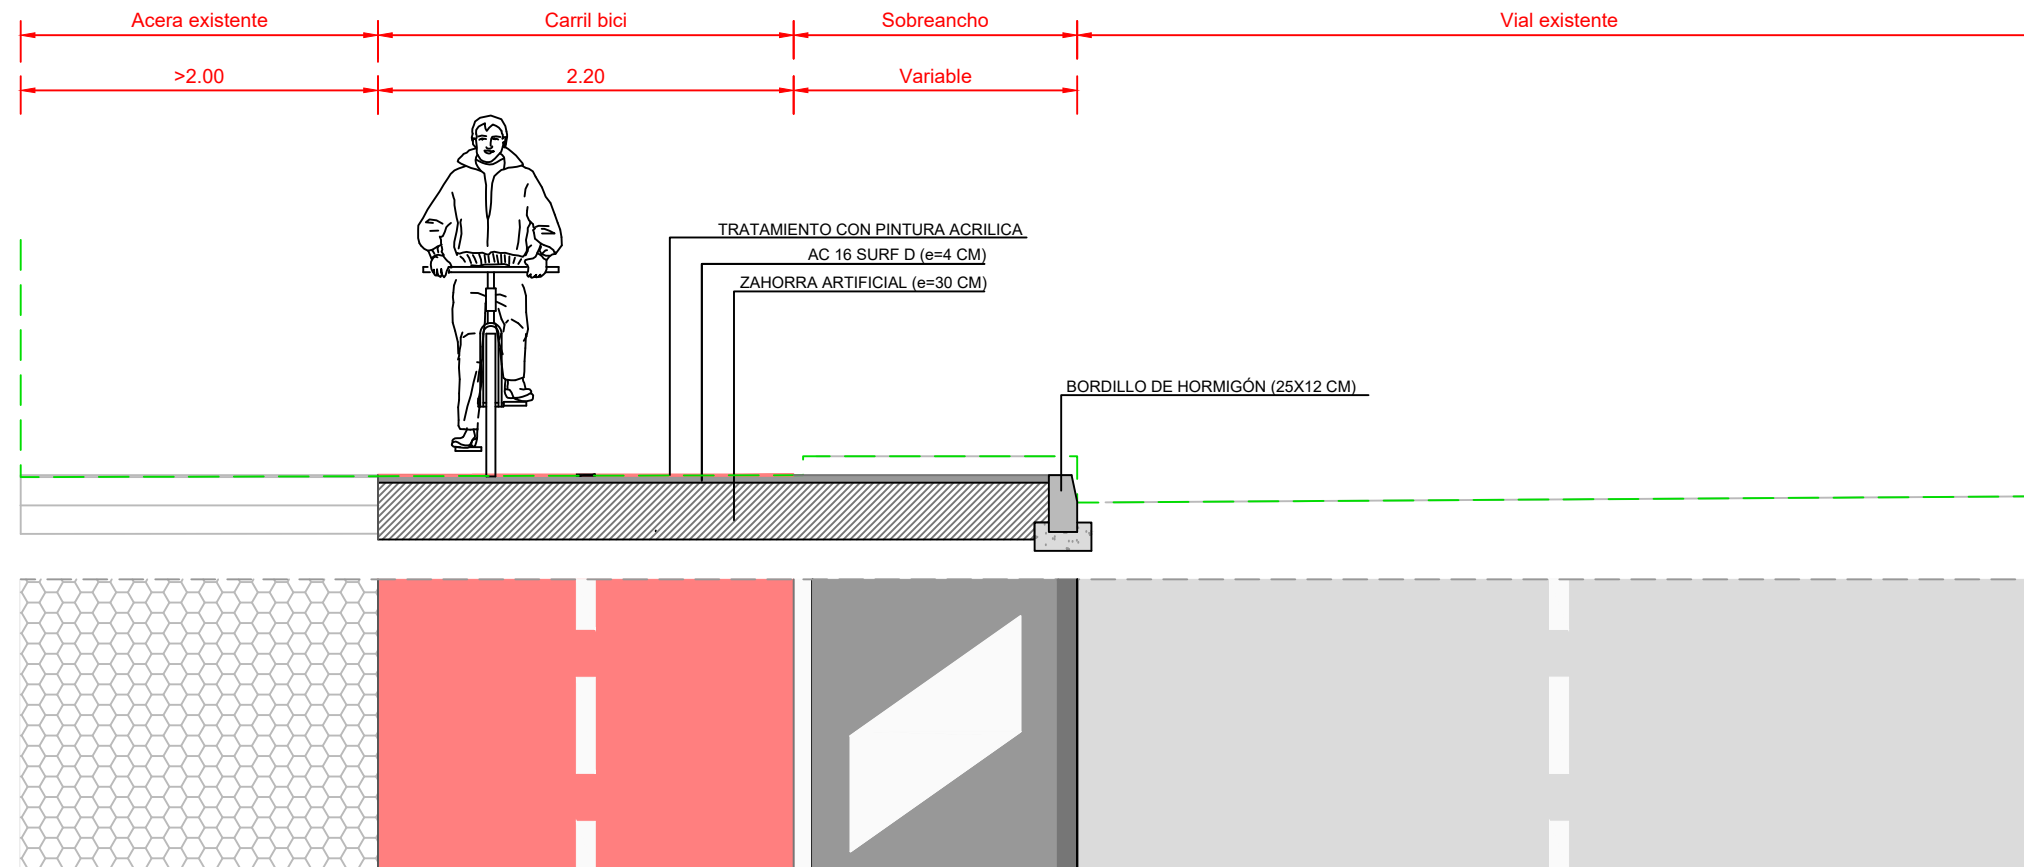 Acera existente
Carril bici
Sobreancho
Vial existente
>2.00
2.20
Variable
TRATAMIENTO CON PINTURA ACRILICA
AC 16 SURF D (e=4 CM)
ZAHORRA ARTIFICIAL (e=30 CM)
BORDILLO DE HORMIGÓN (25X12 CM)